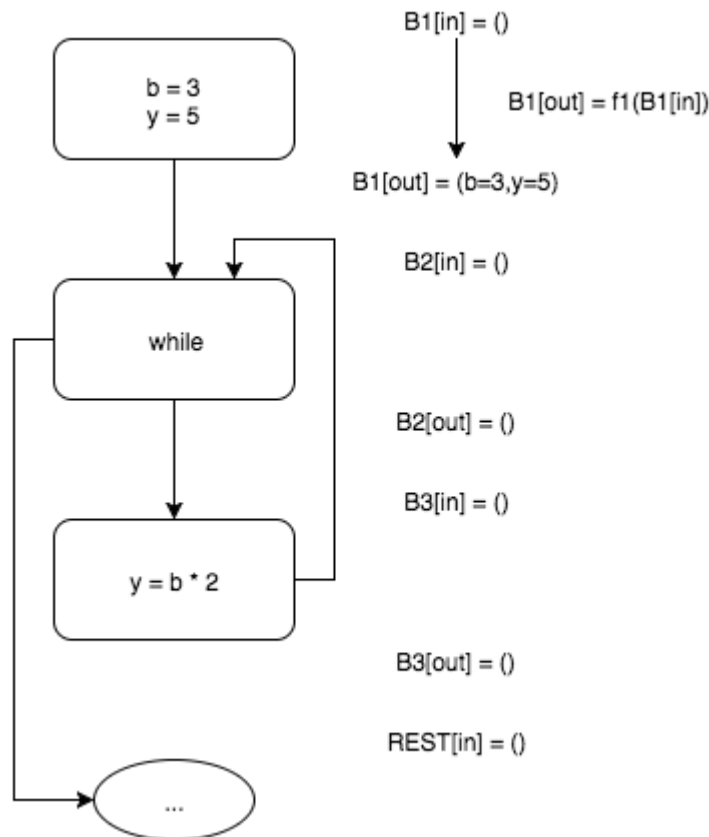 B1[in] = ()
b = 3
y = 5
B1[out] = f1(B1[in])
B1[out] = (b=3,y=5)
B2[in] = ()
while
B2[out] = ()
B3[in] = ()
y = b * 2
B3[out] = ()
REST[in] = ()
...